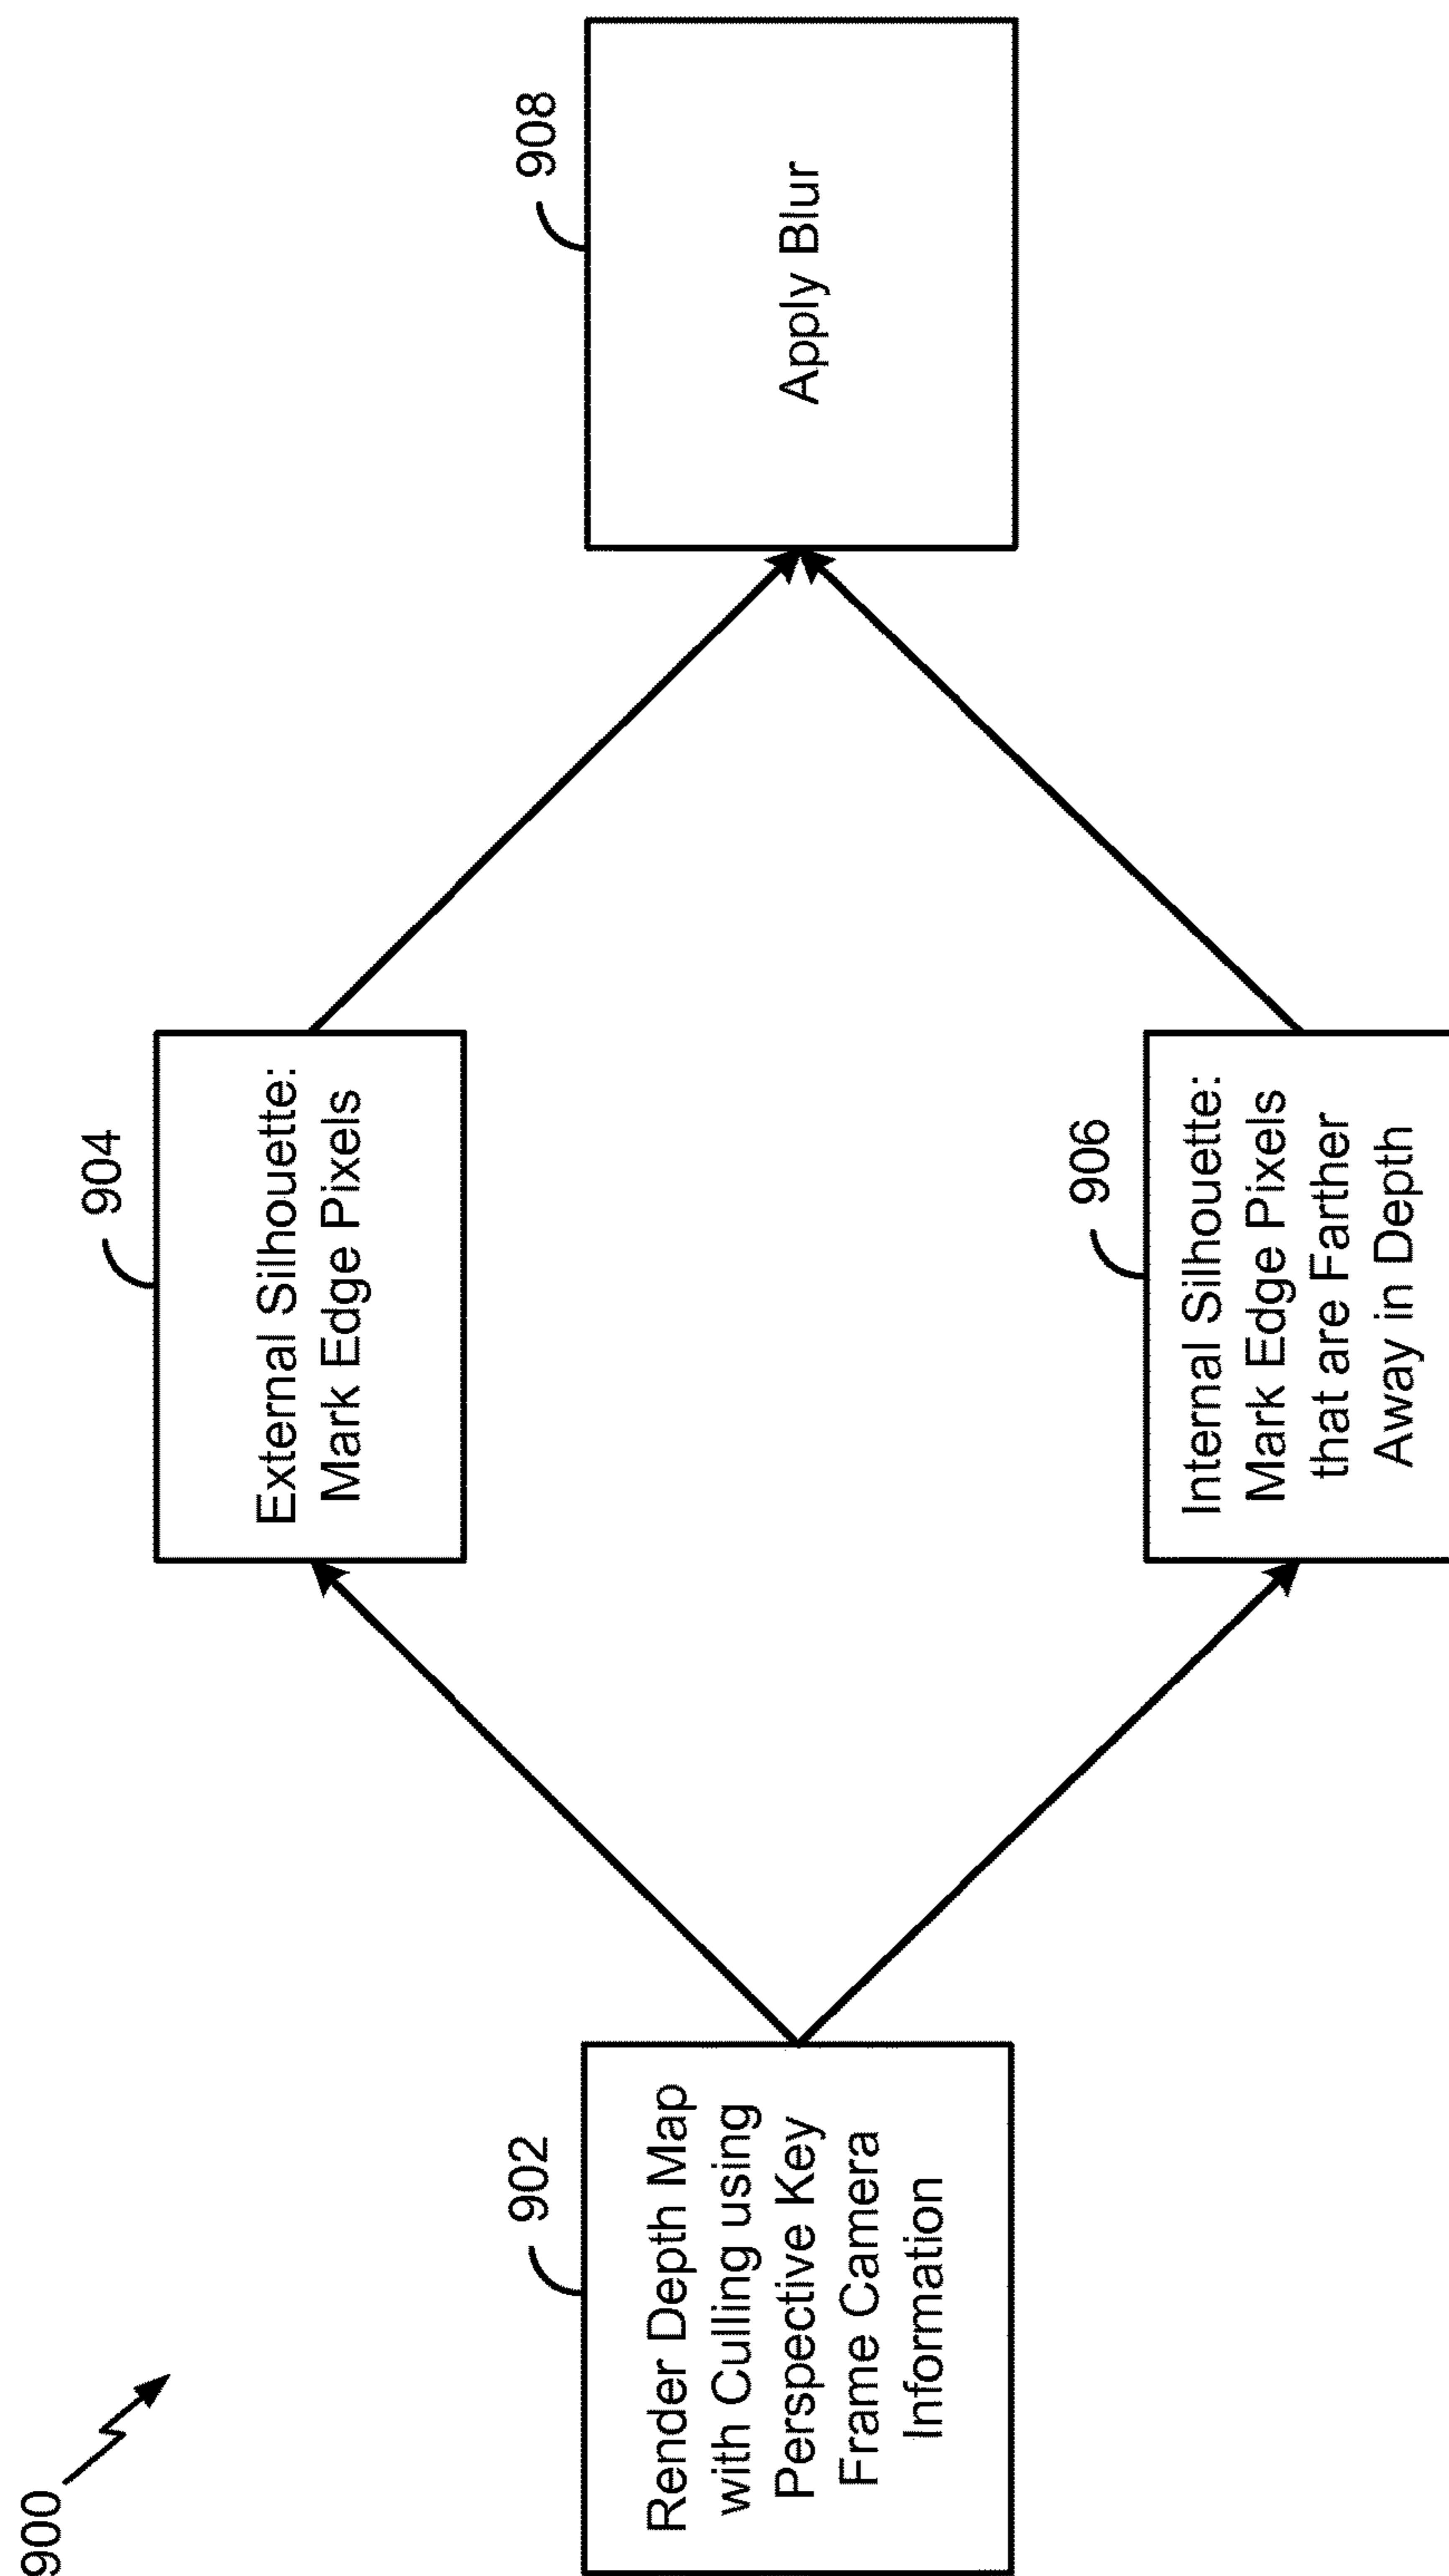 900
902
Render Depth Map
with Culling using
Perspective Key
Frame Camera
Information
904
External Silhouette:
Mark Edge Pixels
906
Internal Silhouette:
Mark Edge Pixels
that are Farther
Away in Depth
908
Apply Blur